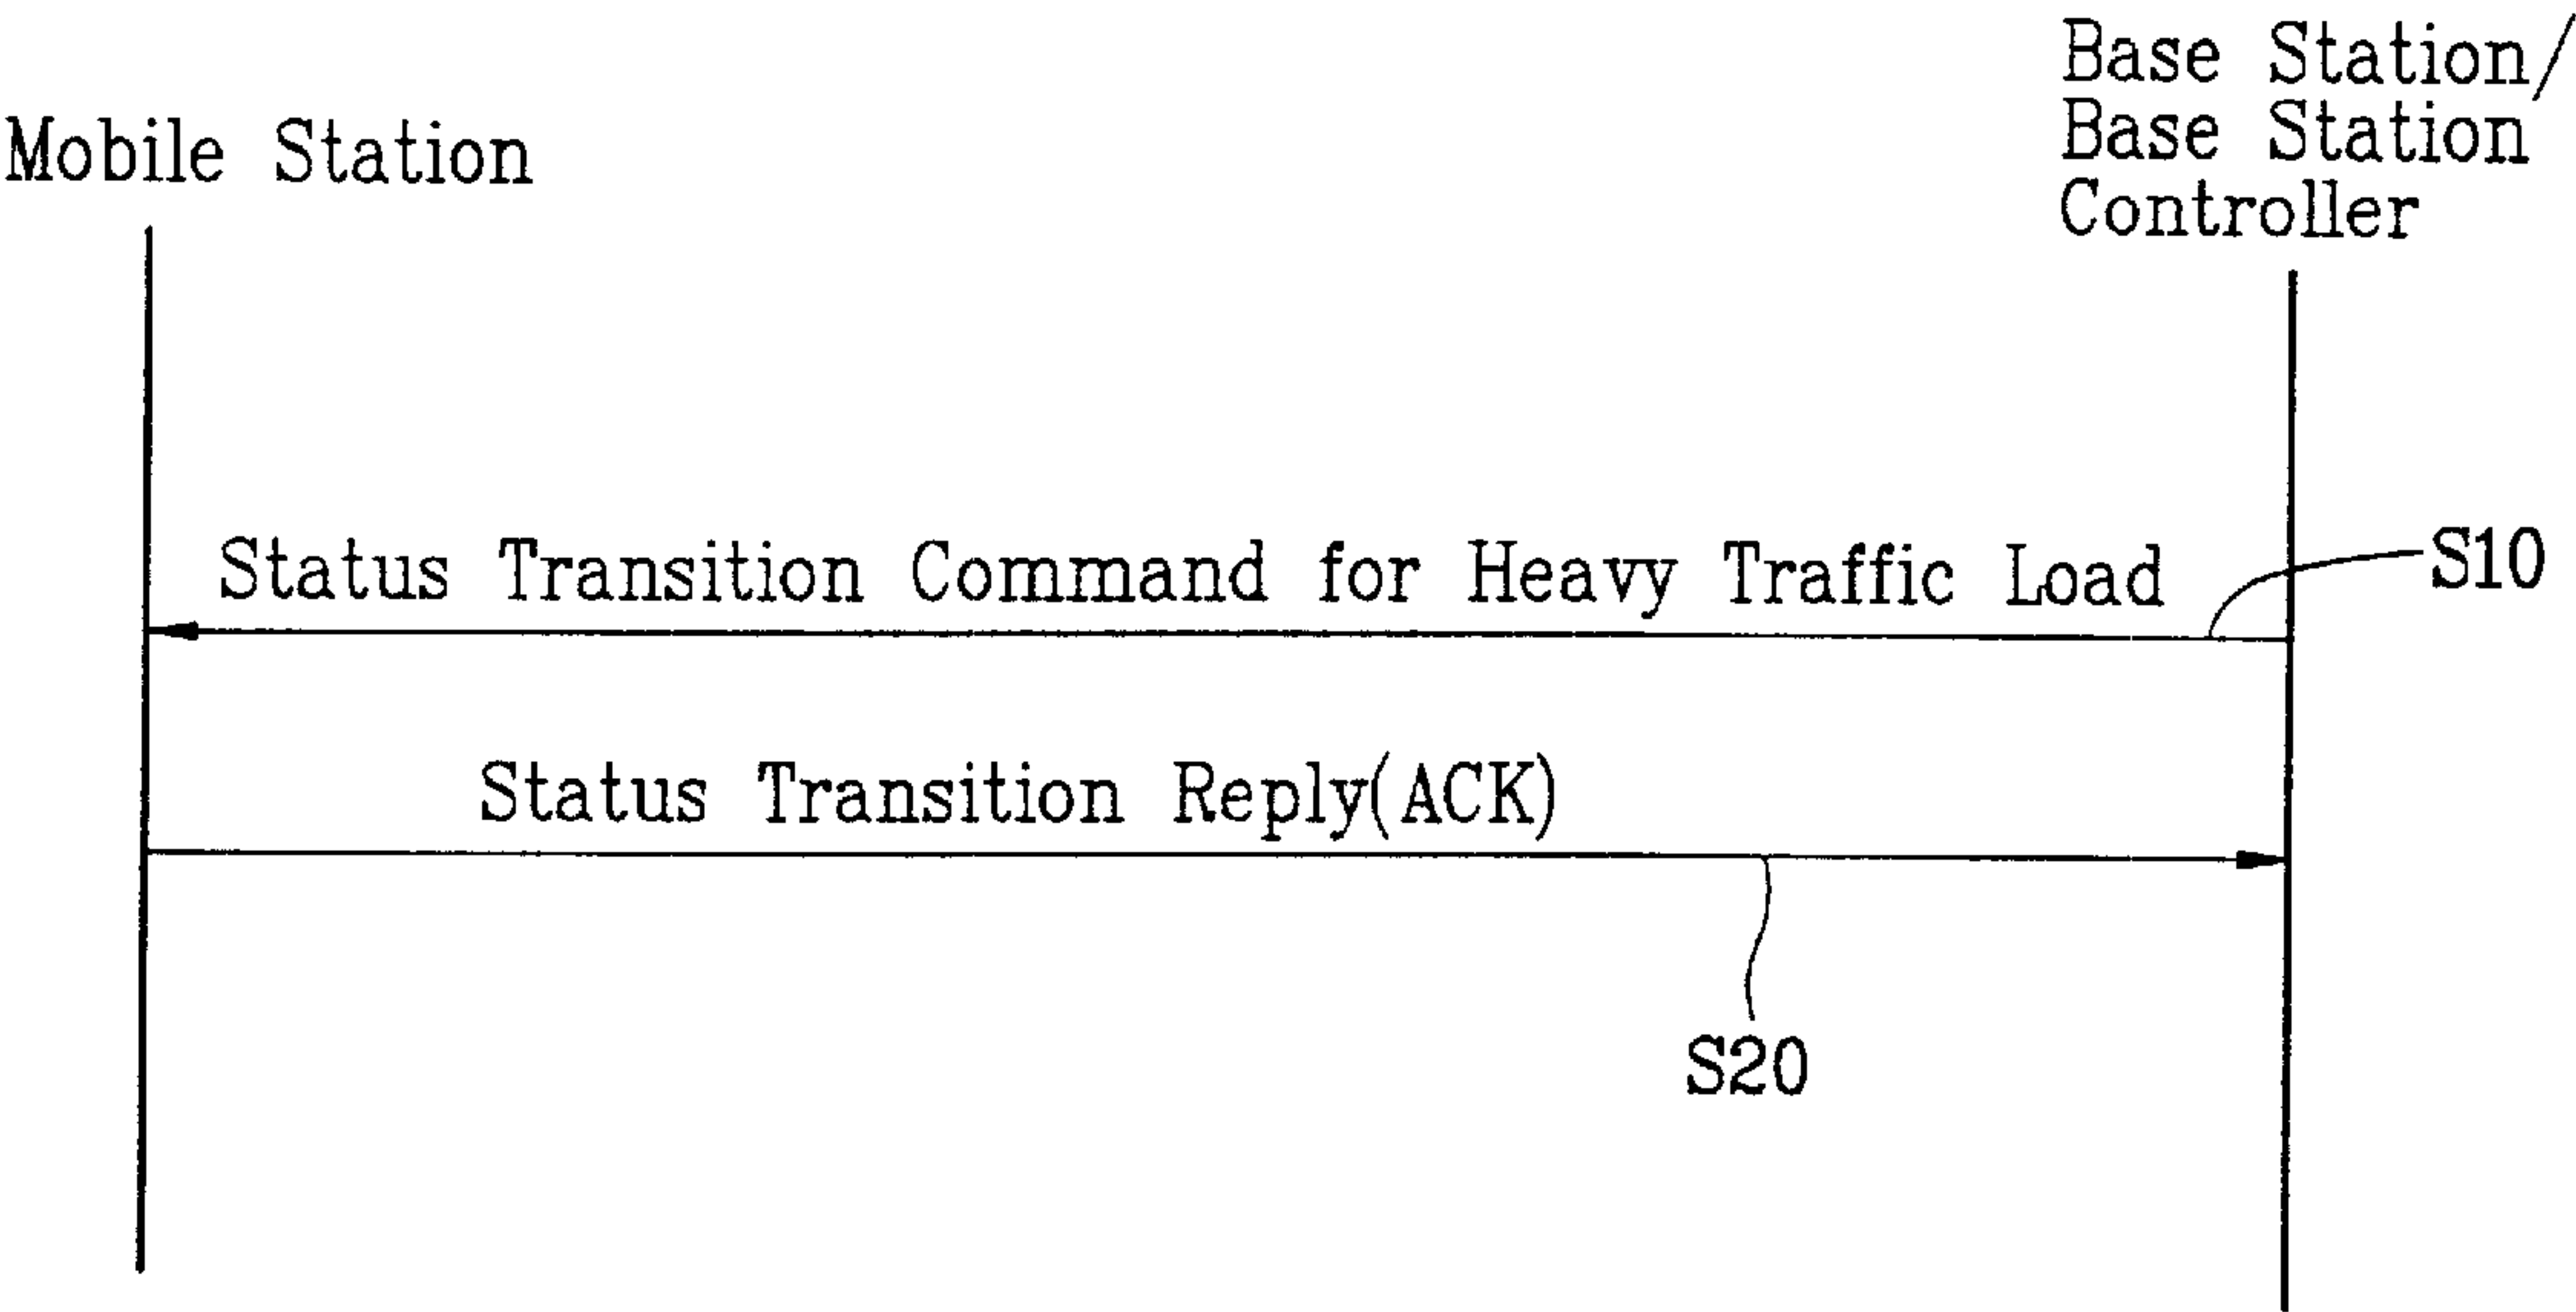 Base Station/
Base Station
Controller
Mobile Station
Status Transition Command for Heavy Traffic Load
S10
Status Transition Reply(ACK)
S20